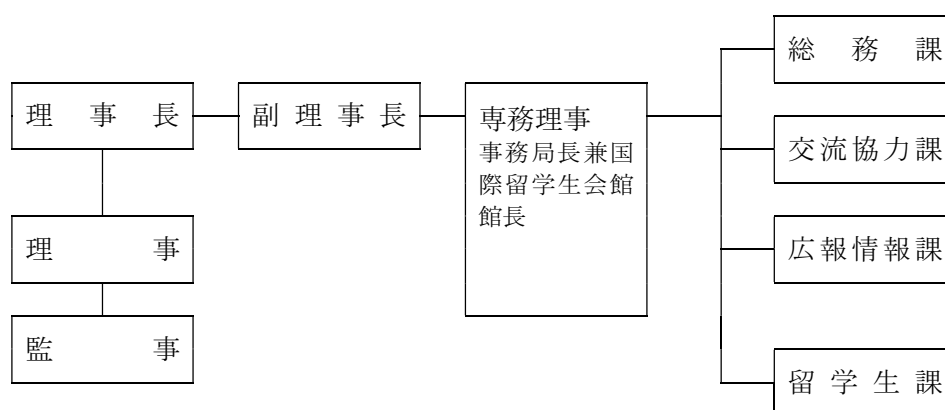 総務課
理事長
副理事長
専務理事
事務局長兼国
際留学生会館
館長
交流協力課
理事
広報情報課
監事
留学生課